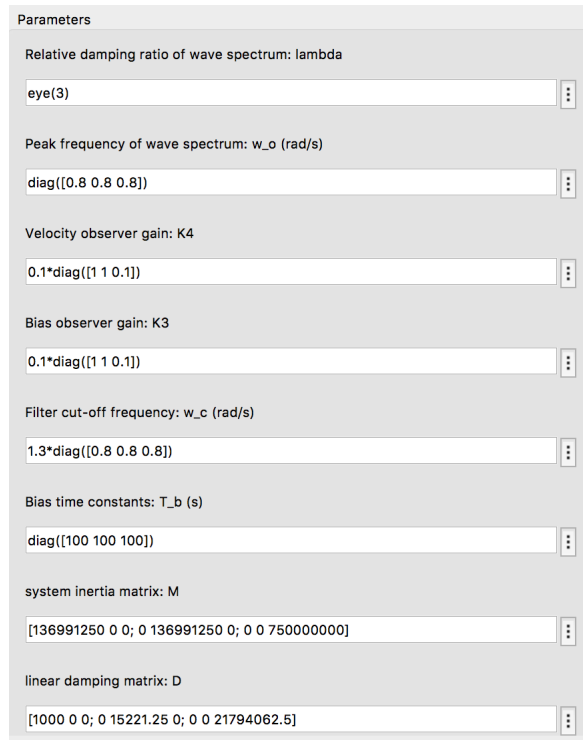 Parameters
Relative damping ratio of wave spectrum: lambda
eye(3)
Peak frequency of wave spectrum: w_o (rad/s)
diag([0.8 0.8 0.8])
Velocity observer gain: K4
0.1*diag([1 1 0.1])
Bias observer gain: K3
0.1*diag([1 1 0.1])
Filter cut-off frequency: w_c (rad/s)
1.3*diag([0.8 0.8 0.8])
Bias time constants: T_b (s)
diag([100 100 100])
system inertia matrix: M
[136991250 0 0; 0 136991250 0; 0 0 750000000]
linear damping matrix: D
[1000 0 0; 0 15221.25 0; 0 0 21794062.5]